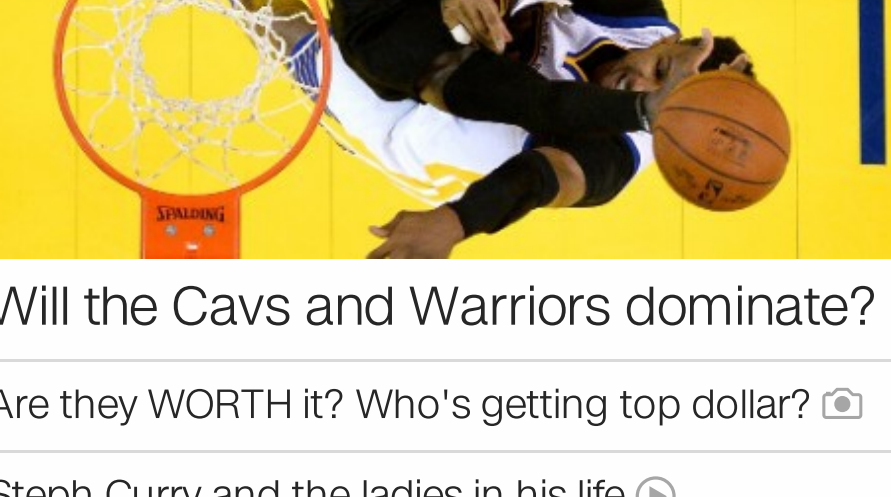 SPALDING
Will the Cavs and Warriors dominate?
Are they WORTH it? Who's getting top dollar?
Steph Curry and the ladies in his life